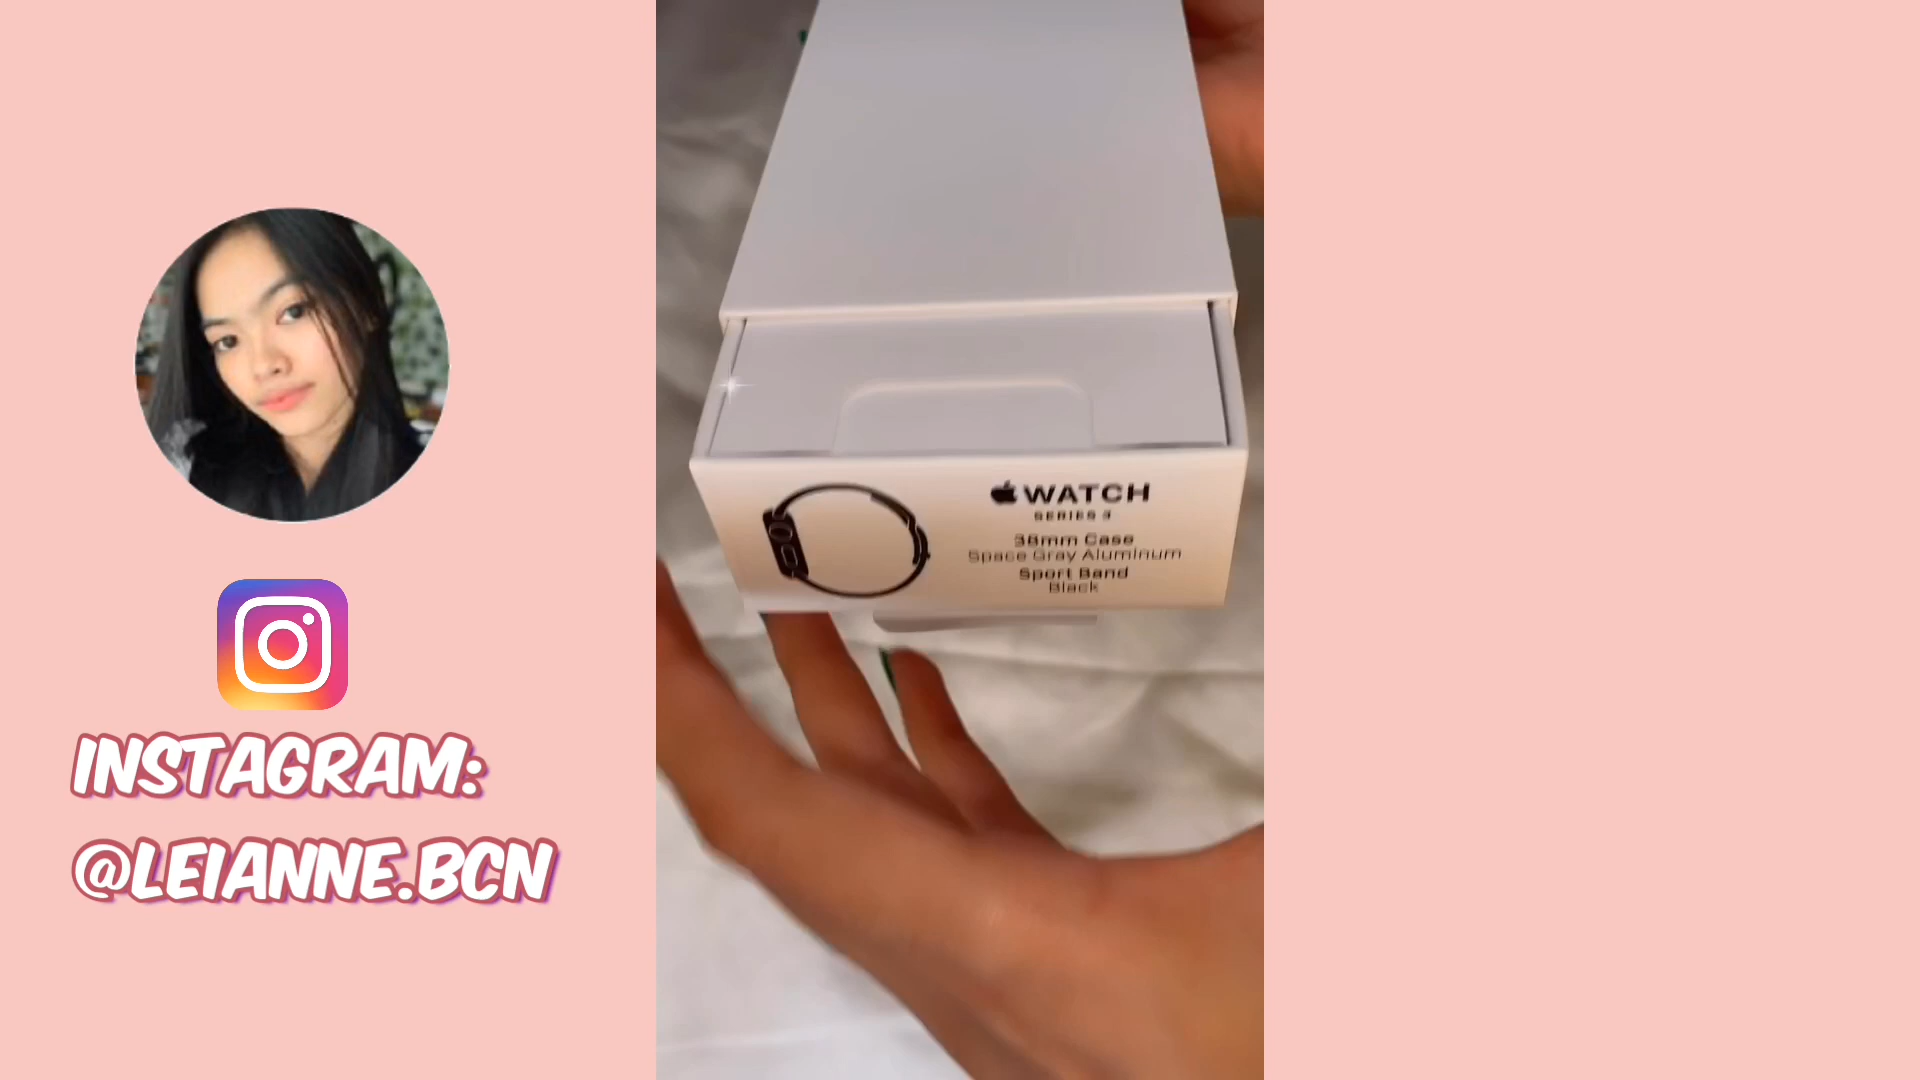 WATCH
SERIES 3
38mm Case
Space Gray Aluminum
Sport Band
Black
INSTAGRAM:
@LEIANNE.BCN